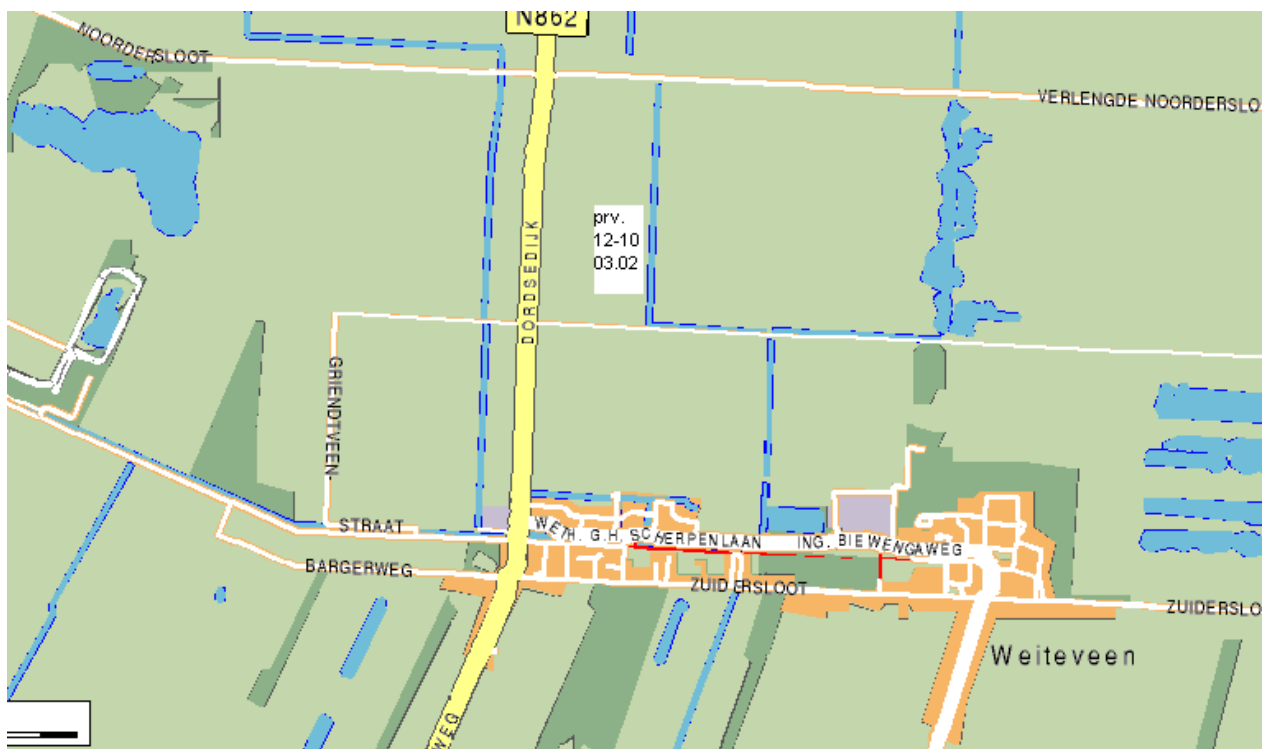 N862
NOORDERSLOOT
VERLENGDE NOORDERSLO
prv.
12-10
03.02
DORDSEDIJK
GRIENDTVEEN
STRAAT
WETH. G.H. SCHERPENLAAN
ING. BIEWENGAWEG
BARGERWEG
ZUIDERSLOOT
ZUIDERSLO
Weiteveen
WEG